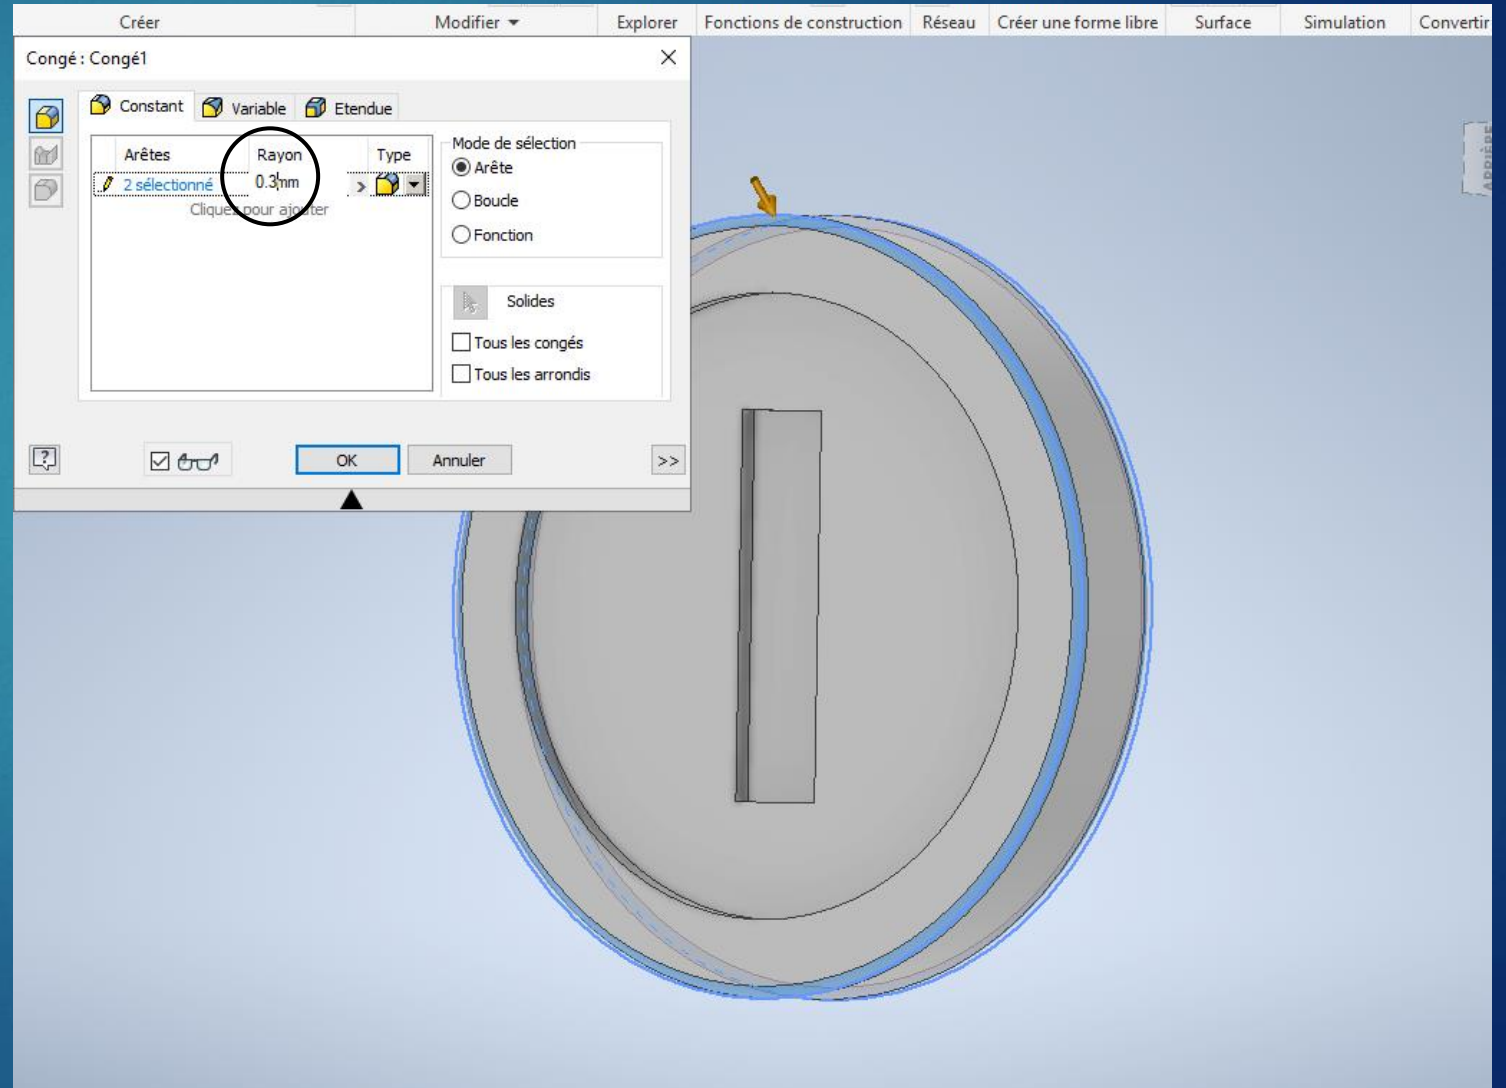 Créer Modifier Explorer Fonctions de construction Réseau Créer une forme libre Surface Simulation Convertir
Congé : Congé1
Constant Variable Etendue
Arêtes Rayon Type
2 sélectionné 0.3mm >
Cliquez pour ajouter
Mode de sélection
Arête
Boucle
Fonction
Solides
Tous les congés
Tous les arrondis
? OK Annuler >>
ARRIÈRE